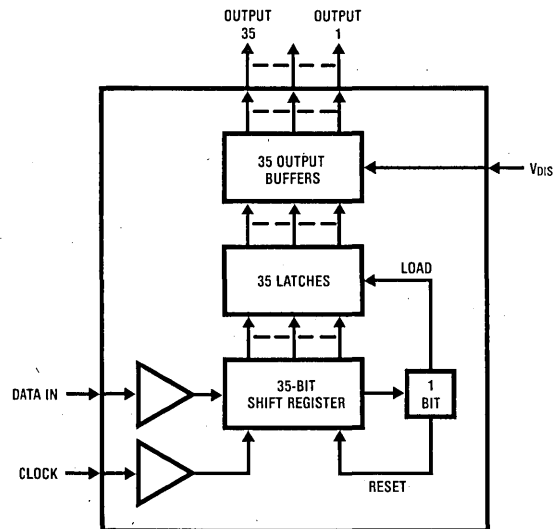 OUTPUT
35
OUTPUT
1
35 OUTPUT
BUFFERS
VDIS
35 LATCHES
LOAD
DATA IN
35-BIT
SHIFT REGISTER
1
BIT
CLOCK
RESET